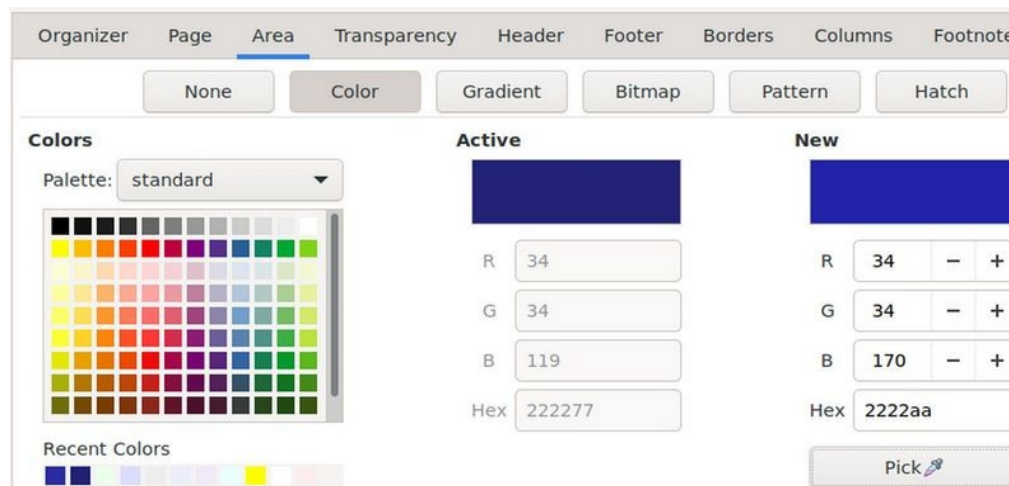 Organizer Page Area Transparency Header Footer Borders Columns Footnote
None Color Gradient Bitmap Pattern Hatch
Colors Active New
Palette: standard
R 34 R 34 − +
G 34 G 34 − +
B 119 B 170 − +
Hex 222277 Hex 2222aa
Recent Colors
Pick